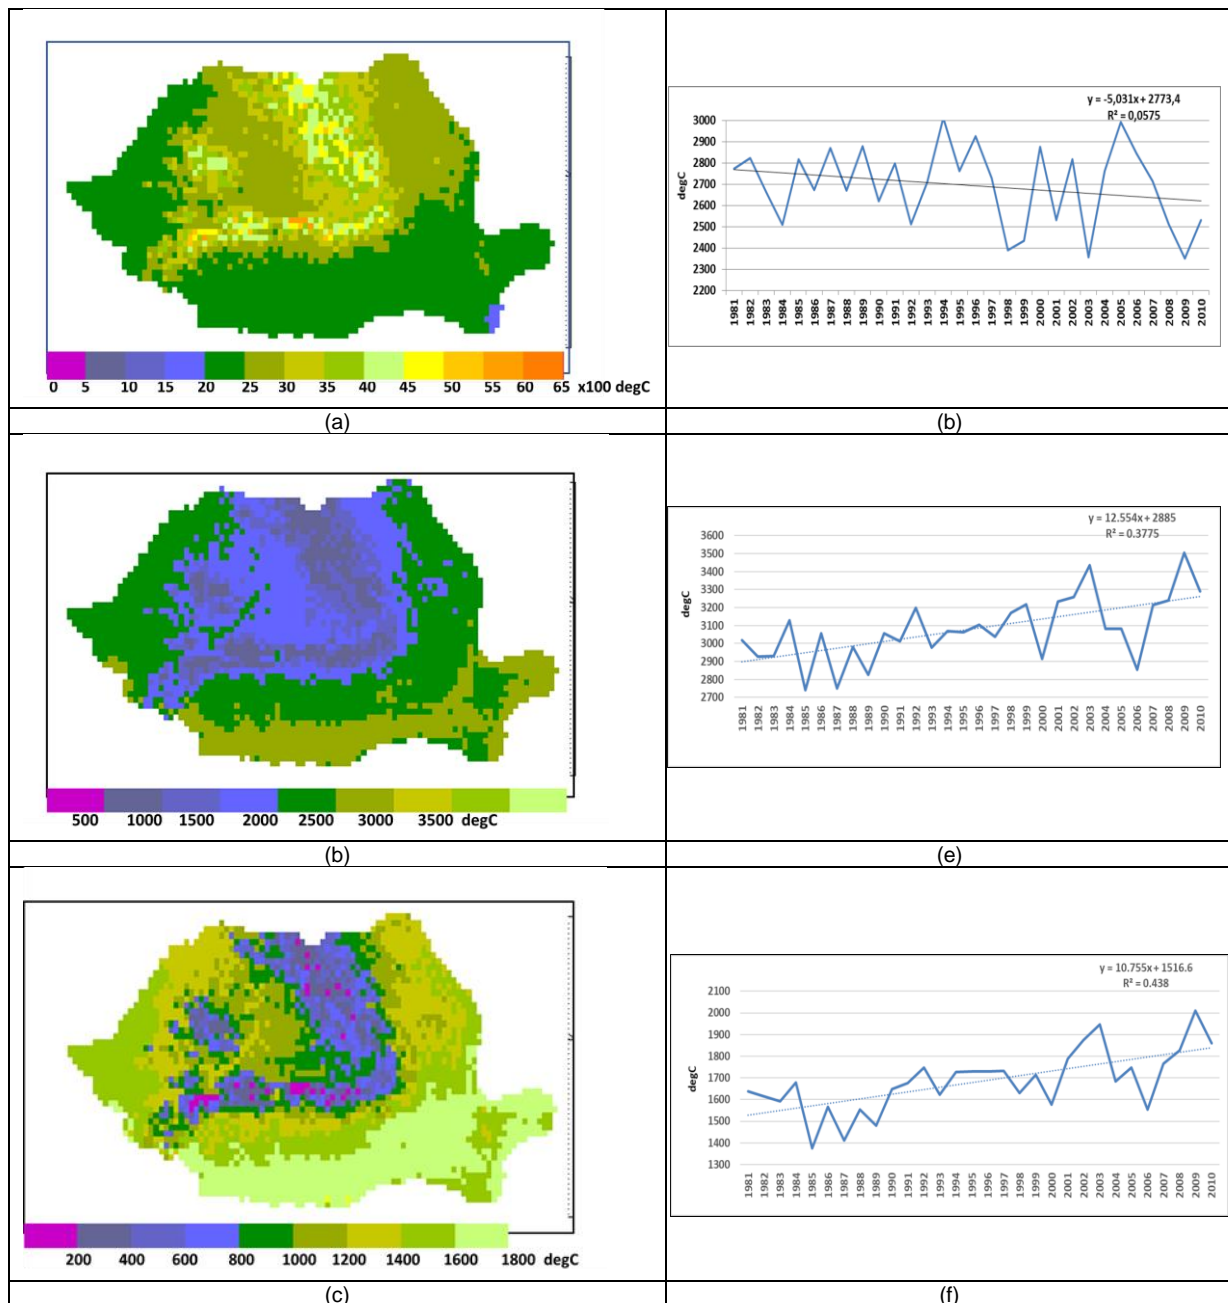 0 5 10 15 20 25 30 35 40 45 50 55 60 65 x100 degC
(a)
y = -5,031x + 2773,4
R² = 0,0575
degC
3000
2900
2800
2700
2600
2500
2400
2300
2200
1981 1982 1983 1984 1985 1986 1987 1988 1989 1990 1991 1992 1993 1994 1995 1996 1997 1998 1999 2000 2001 2002 2003 2004 2005 2006 2007 2008 2009 2010
(b)
500 1000 1500 2000 2500 3000 3500 degC
(b)
y = 12.554x + 2885
R² = 0.3775
degC
3600
3500
3400
3300
3200
3100
3000
2900
2800
2700
1981 1982 1983 1984 1985 1986 1987 1988 1989 1990 1991 1992 1993 1994 1995 1996 1997 1998 1999 2000 2001 2002 2003 2004 2005 2006 2007 2008 2009 2010
(e)
200 400 600 800 1000 1200 1400 1600 1800 degC
(c)
y = 10.755x + 1516.6
R² = 0.438
degC
2100
2000
1900
1800
1700
1600
1500
1400
1300
1981 1982 1983 1984 1985 1986 1987 1988 1989 1990 1991 1992 1993 1994 1995 1996 1997 1998 1999 2000 2001 2002 2003 2004 2005 2006 2007 2008 2009 2010
(f)